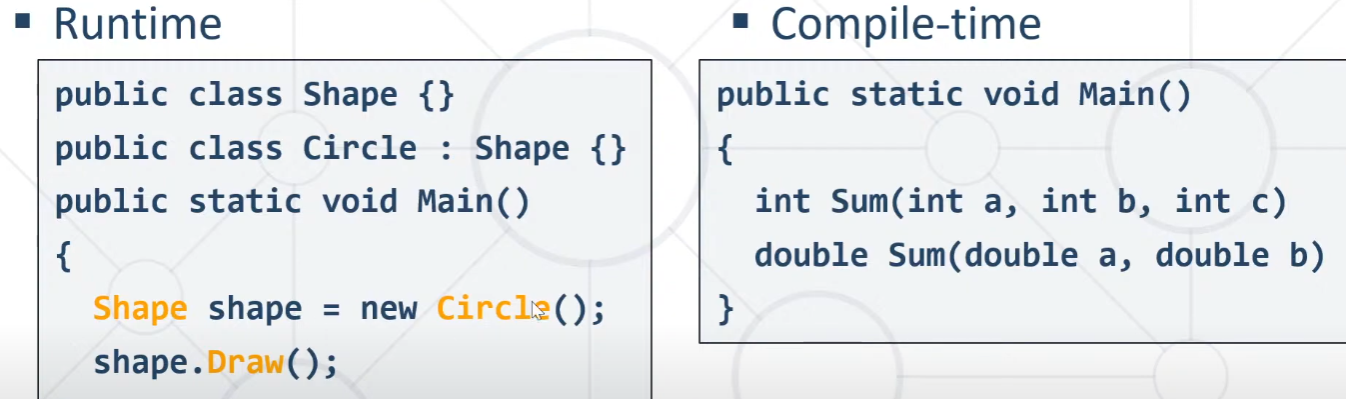 Runtime
public class Shape {}
public class Circle : Shape {}
public static void Main()
{
Shape shape = new Circle();
shape.Draw();
Compile-time
public static void Main()
{
int Sum(int a, int b, int c)
double Sum(double a, double b)
}